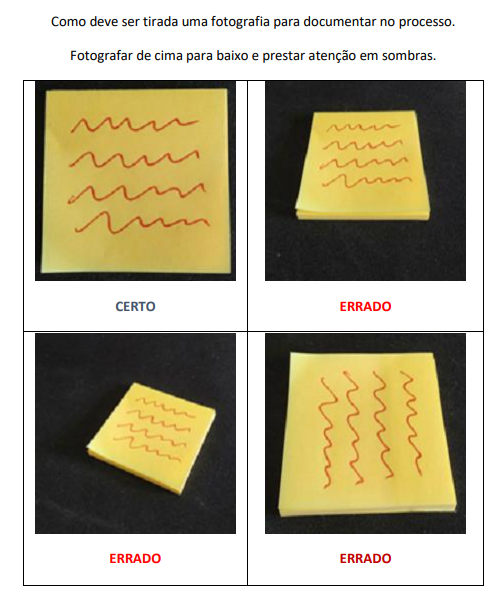 Como deve ser tirada uma fotografia para documentar no processo.
Fotografar de cima para baixo e prestar atenção em sombras.
CERTO
ERRADO
ERRADO
ERRADO